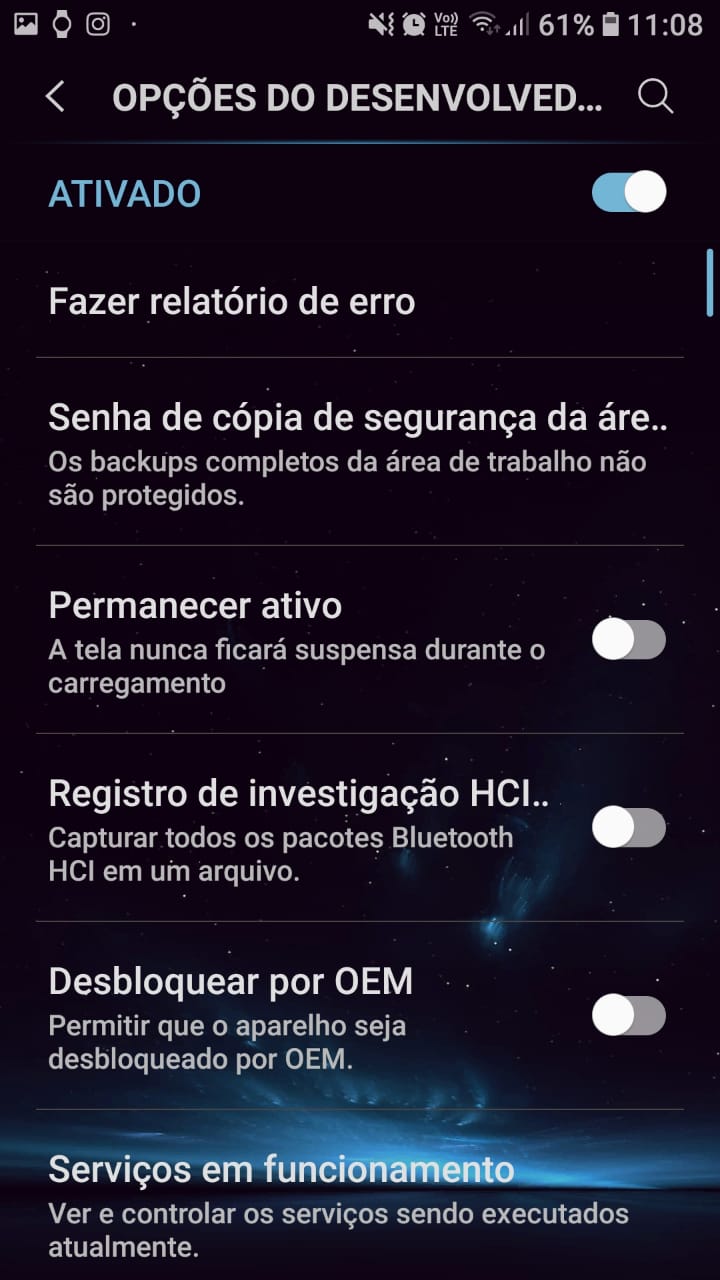 Vo)) LTE 61% 11:08
OPÇÕES DO DESENVOLVED...
ATIVADO
Fazer relatório de erro
Senha de cópia de segurança da áre..
Os backups completos da área de trabalho não
são protegidos.
Permanecer ativo
A tela nunca ficará suspensa durante o
carregamento
Registro de investigação HCI..
Capturar todos os pacotes Bluetooth
HCI em um arquivo.
Desbloquear por OEM
Permitir que o aparelho seja
desbloqueado por OEM.
Serviços em funcionamento
Ver e controlar os serviços sendo executados
atualmente.